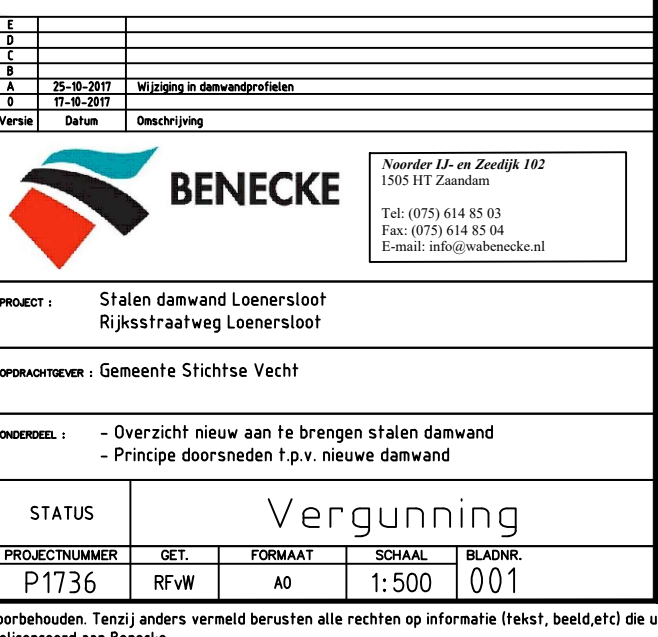 E
D
C
B
A 25-10-2017 Wijziging in damwandprofielen
0 17-10-2017
Versie Datum Omschrijving
BENECKE
Noorder IJ- en Zeedijk 102
1505 HT Zaandam
Tel: (075) 614 85 03
Fax: (075) 614 85 04
E-mail: info@wabenecke.nl
PROJECT : Stalen damwand Loenersloot
Rijksstraatweg Loenersloot
OPDRACHTGEVER : Gemeente Stichtse Vecht
ONDERDEEL : - Overzicht nieuw aan te brengen stalen damwand
- Principe doorsneden t.p.v. nieuwe damwand
STATUS Vergunning
PROJECTNUMMER GET. FORMAAT SCHAAL BLADNR.
P1736 RFvW A0 1:500 001
oorbehouden. Tenzij anders vermeld berusten alle rechten op informatie (tekst, beeld,etc) die u